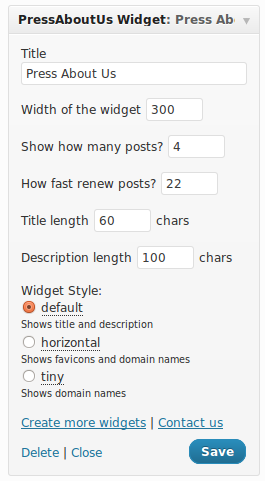 PressAboutUs Widget: Press Ab
Title
Press About Us
Width of the widget 300
Show how many posts? 4
How fast renew posts? 22
Title length 60 chars
Description length 100 chars
Widget Style:
default
Shows title and description
horizontal
Shows favicons and domain names
tiny
Shows domain names
Create more widgets | Contact us
Delete | Close Save